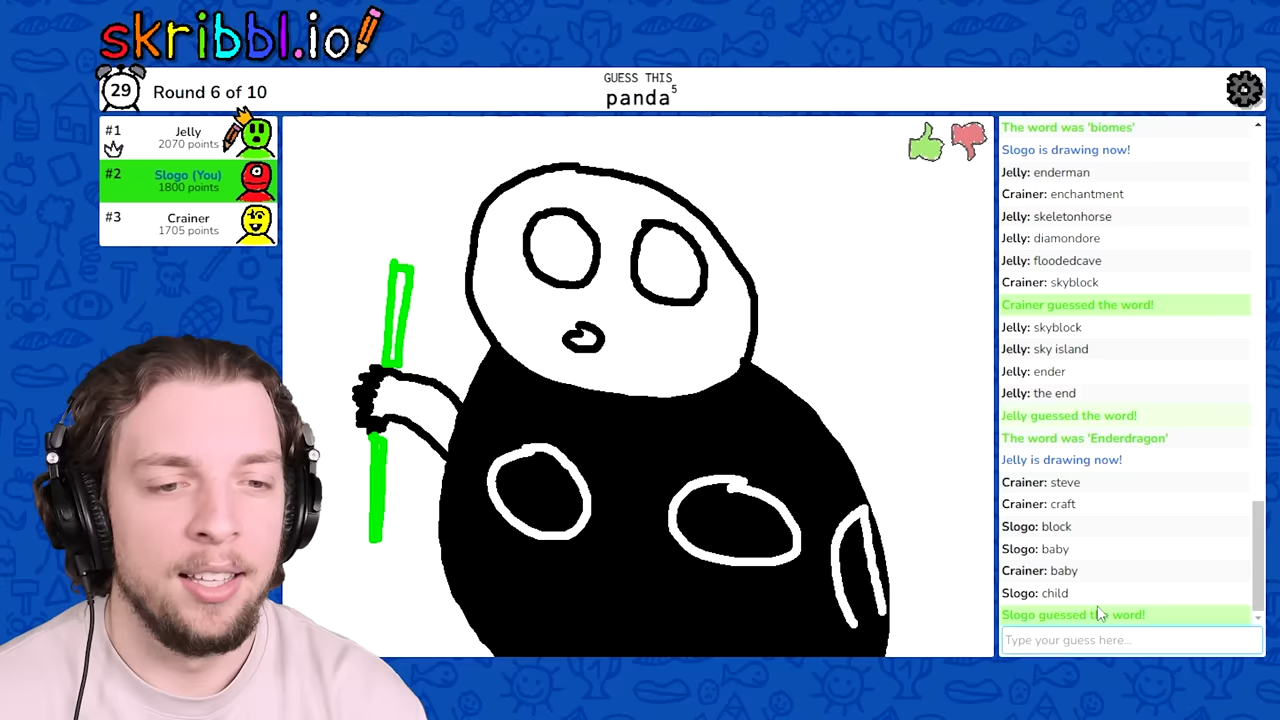 skribbl.io
29
Round 6 of 10
GUESS THIS
panda5
#1
Jelly
2070 points
#2
Slogo (You)
1800 points
#3
Crainer
1705 points
The word was 'biomes'
Slogo is drawing now!
Jelly: enderman
Crainer: enchantment
Jelly: skeletonhorse
Jelly: diamondore
Jelly: floodedcave
Crainer: skyblock
Crainer guessed the word!
Jelly: skyblock
Jelly: sky island
Jelly: ender
Jelly: the end
Jelly guessed the word!
The word was 'Enderdragon'
Jelly is drawing now!
Crainer: steve
Crainer: craft
Slogo: block
Slogo: baby
Crainer: baby
Slogo: child
Slogo guessed the word!
Type your guess here...